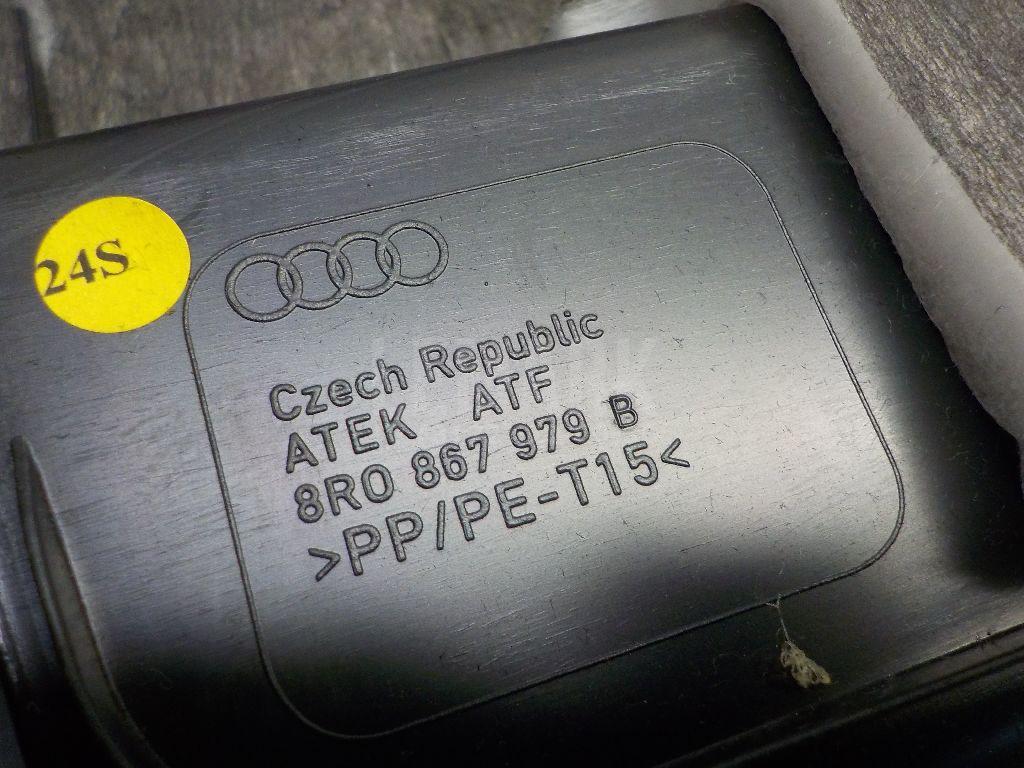 24S
Czech Republic
ATEK ATF
8R0 867 979 B
>PP/PE-T15<